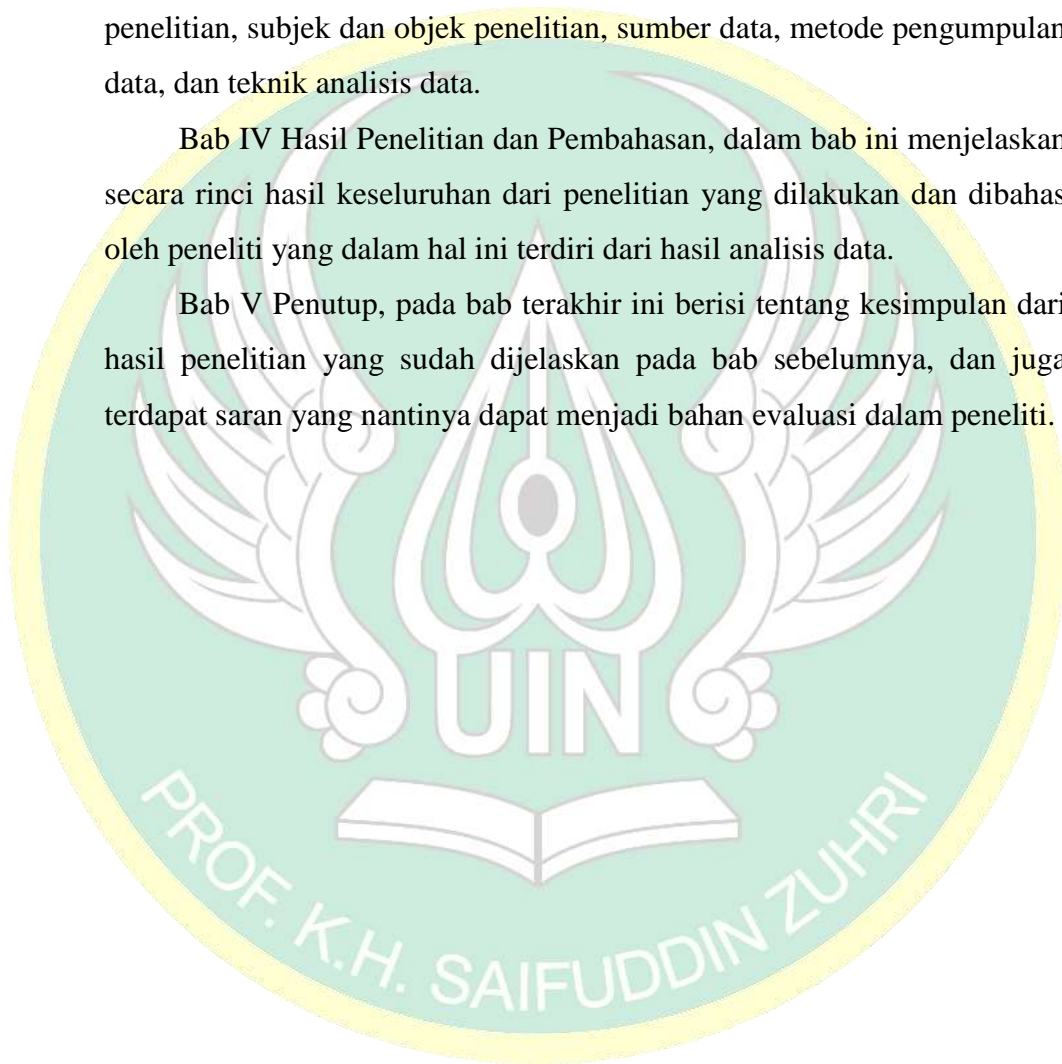 penelitian, subjek dan objek penelitian, sumber data, metode pengumpulan
data, dan teknik analisis data.
Bab IV Hasil Penelitian dan Pembahasan, dalam bab ini menjelaskan
secara rinci hasil keseluruhan dari penelitian yang dilakukan dan dibahas
oleh peneliti yang dalam hal ini terdiri dari hasil analisis data.
Bab V Penutup, pada bab terakhir ini berisi tentang kesimpulan dari
hasil penelitian yang sudah dijelaskan pada bab sebelumnya, dan juga
terdapat saran yang nantinya dapat menjadi bahan evaluasi dalam peneliti.
UIN
PROF. K.H. SAIFUDDIN ZUHRI